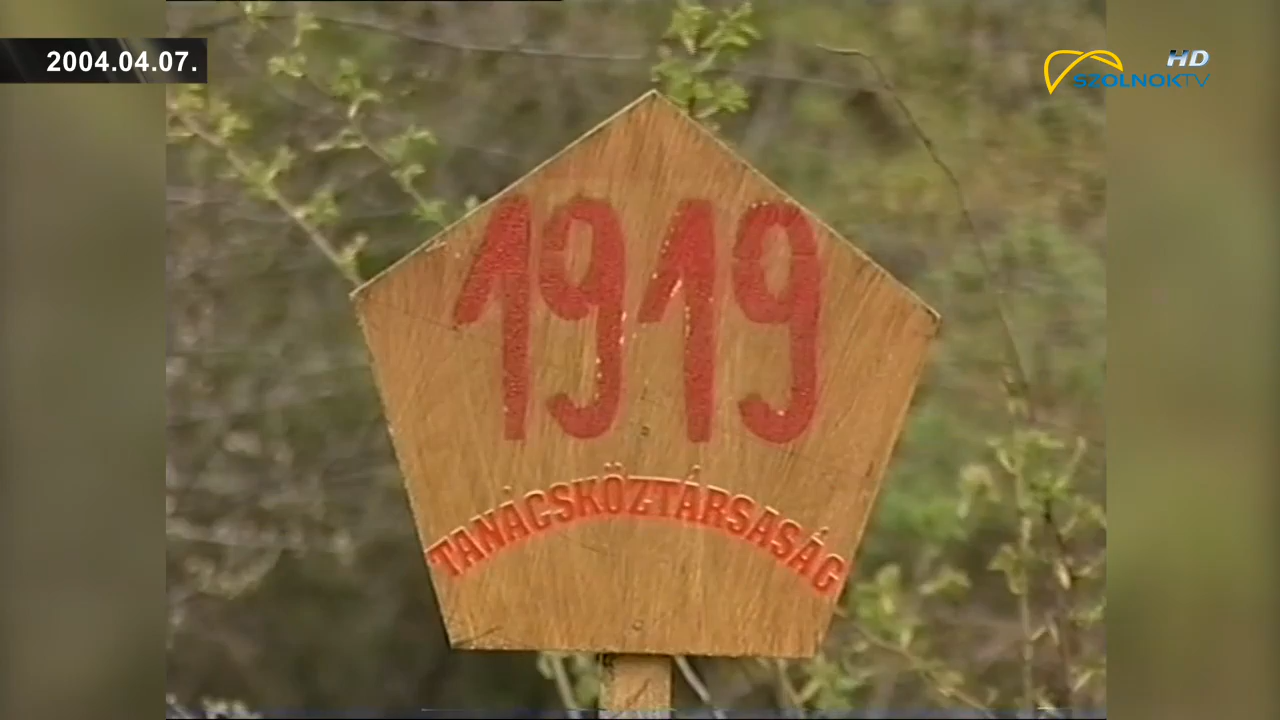 2004.04.07.
HD
SZOLNOKTV
1919
TANÁCSKÖZTÁRSASÁG